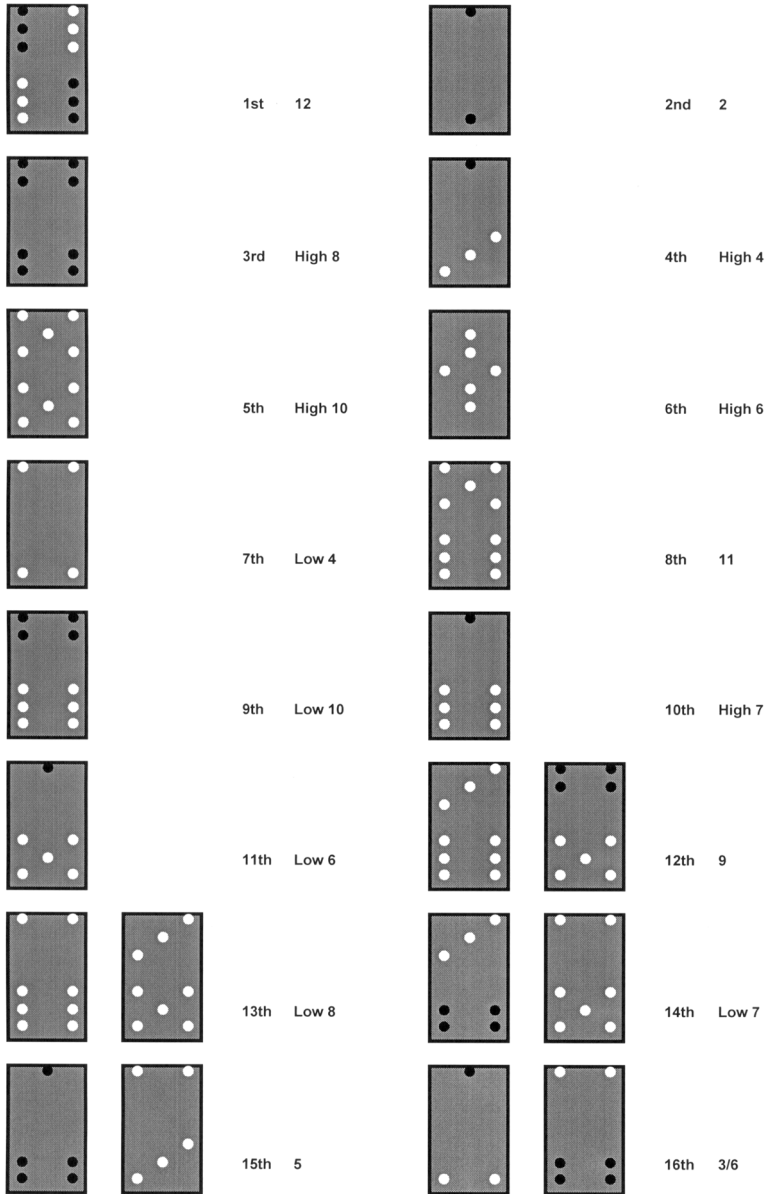 1st 12
2nd 2
3rd High 8
4th High 4
5th High 10
6th High 6
7th Low 4
8th 11
9th Low 10
10th High 7
11th Low 6
12th 9
13th Low 8
14th Low 7
15th 5
16th 3/6